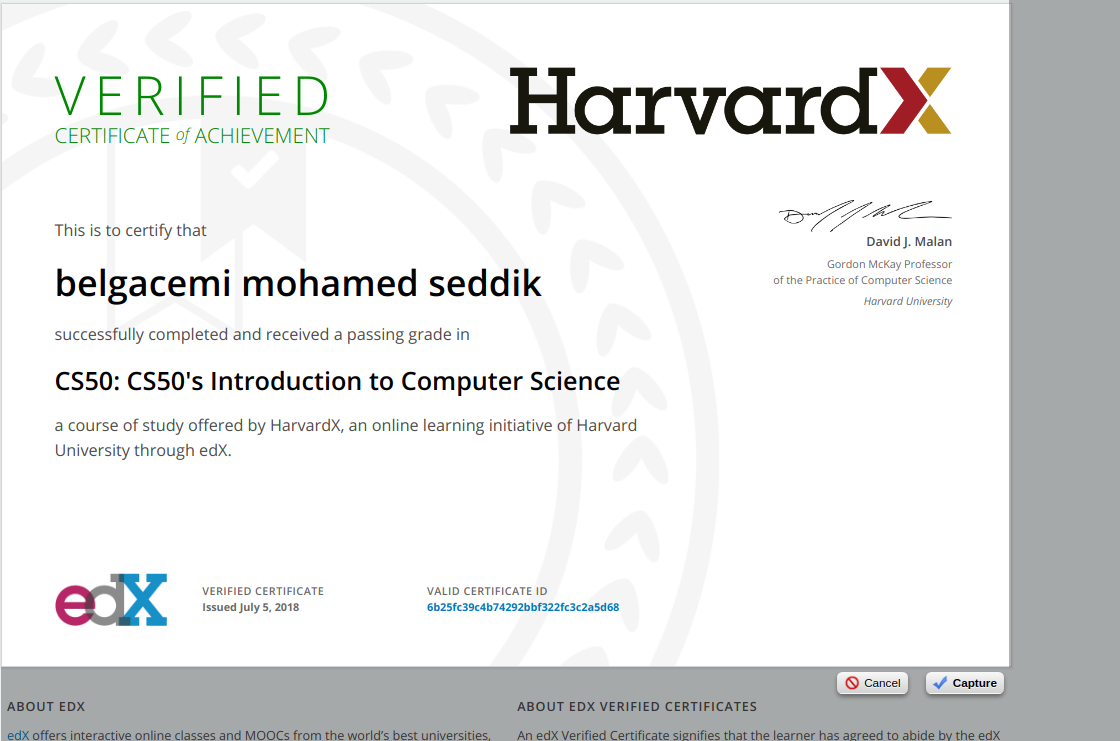 VERIFIED
CERTIFICATE of ACHIEVEMENT
HarvardX
This is to certify that
belgacemi mohamed seddik
successfully completed and received a passing grade in
CS50: CS50's Introduction to Computer Science
a course of study offered by HarvardX, an online learning initiative of Harvard
University through edX.
David J. Malan
Gordon McKay Professor
of the Practice of Computer Science
Harvard University
edX
VERIFIED CERTIFICATE
Issued July 5, 2018
VALID CERTIFICATE ID
6b25fc39c4b74292bbf322fc3c2a5d68
Cancel
Capture
ABOUT EDX
edX offers interactive online classes and MOOCs from the world's best universities,
ABOUT EDX VERIFIED CERTIFICATES
An edX Verified Certificate signifies that the learner has agreed to abide by the edX